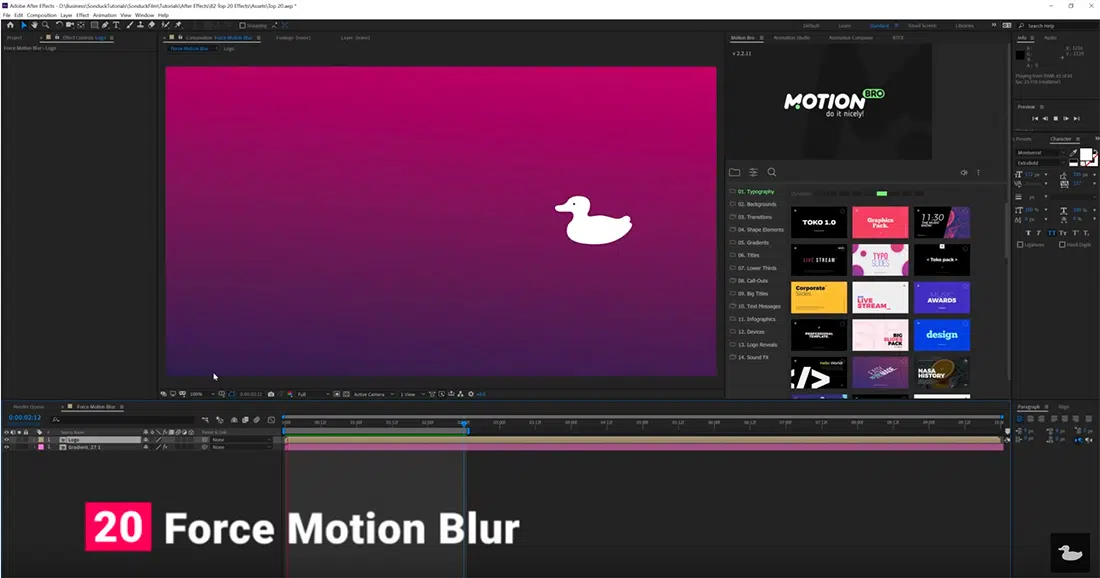 Adobe After Effects - D:\Business\SonduckTutorials\SonduckFilm\Tutorials\After Effects\82 Top 20 Effects\Assets\Top 20.aep *
File Edit Composition Layer Effect Animation View Window Help
Snapping
Default Learn Standard Small Screen Libraries Search Help
Project Effect Controls Logo
Force Motion Blur • Logo
Composition Force Motion Blur Footage (none) Layer (none)
Force Motion Blur Logo
Motion Bro Animation Studio Animation Composer
v 2.2.11
MOTION BRO
do it nicely!
Info Audio
Preview
Character
Montserrat
ExtraBold
Ligatures Hindi Digits
01. Typography
02. Backgrounds
03. Transitions
04. Shape Elements
05. Gradients
06. Titles
07. Lower Thirds
08. Call-Outs
09. Big Titles
10. Text Messages
11. Infographics
12. Devices
13. Logo Reveals
14. Sound FX
TOKO 1.0
Graphics Pack.
11:30
LIVE STREAM
TYPO SLIDES
< Toko pack >
Corporate Slides.
LIVE STREAM_
MUSIC AWARDS
PROFESSIONAL TEMPLATE.
BIG SLIDES PACK
design
Hello World
</>
NASA HISTORY
100% 0:00:02:12 Full Active Camera 1 View +0.0
Render Queue Force Motion Blur
0:00:02:12
Source Name Parent & Link
1 Logo None
Gradient_27 1 None
Paragraph Align
20 Force Motion Blur